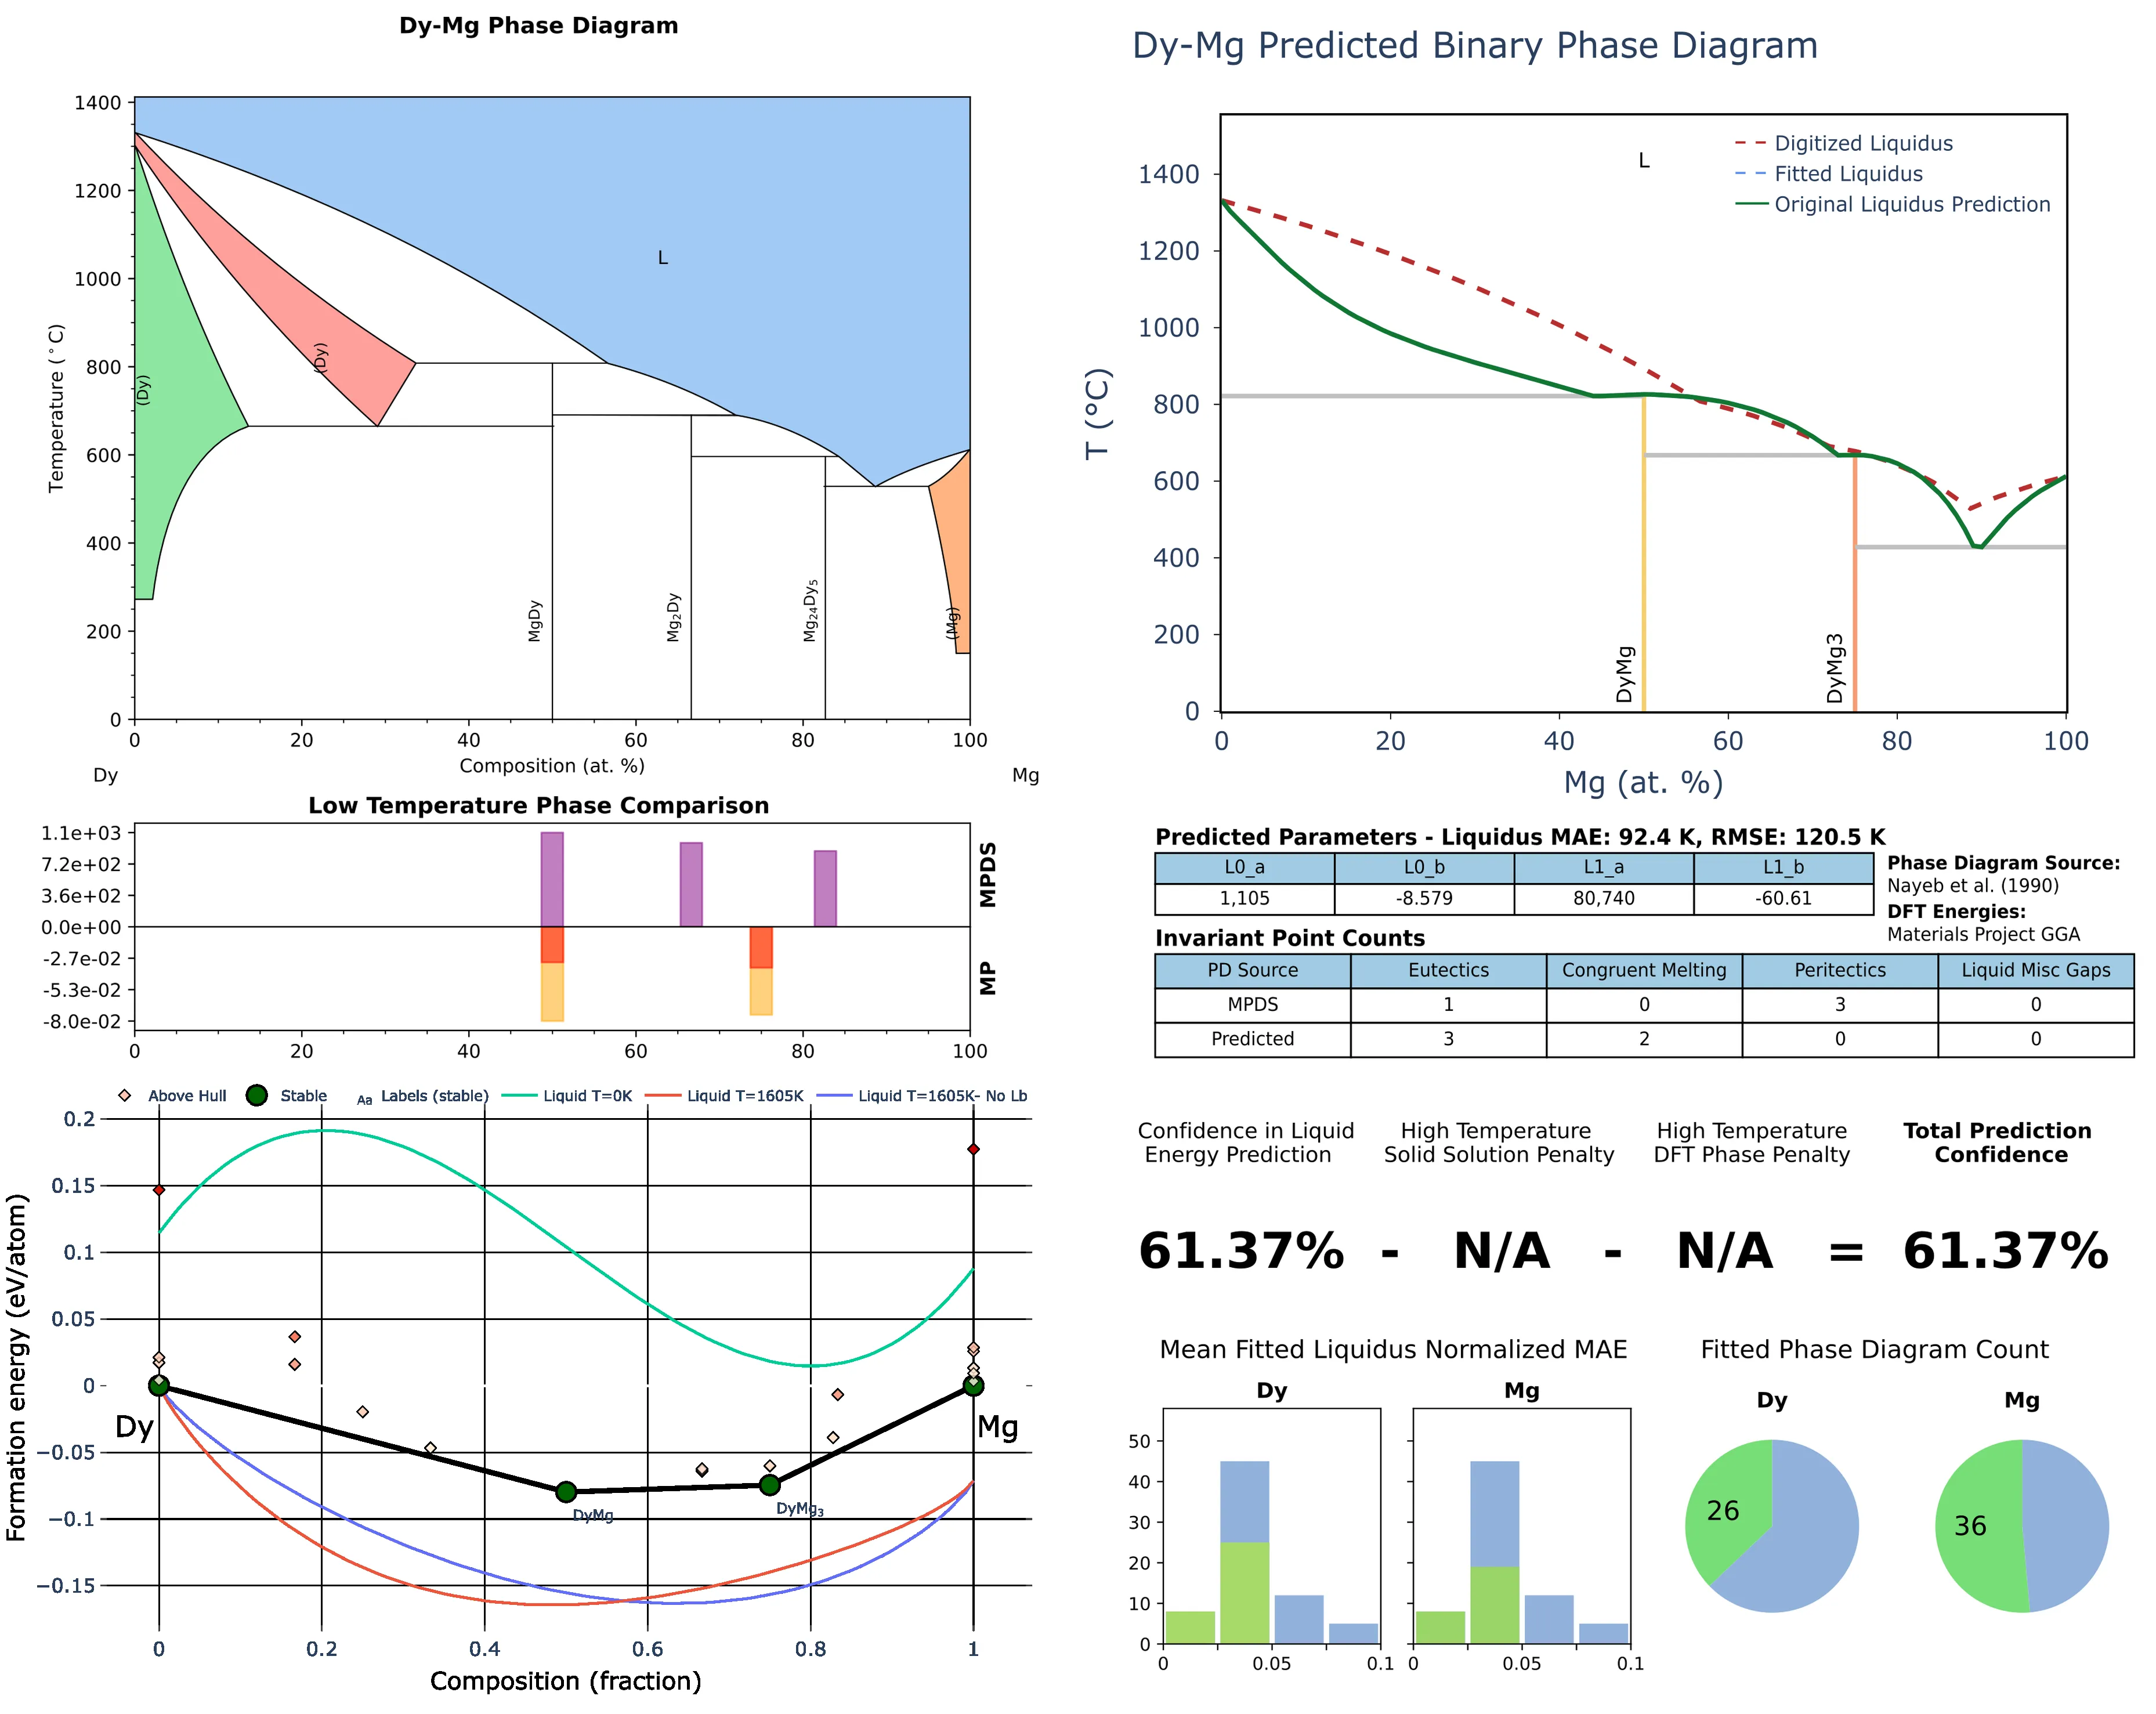 Dy-Mg Phase Diagram
1400
1200
1000
800
600
400
200
0
Temperature (°C)
L
(Dy)
(Dy)
MgDy
Mg2Dy
Mg24Dy5
(Mg)
0 20 40 60 80 100
Composition (at. %)
Dy Mg
Low Temperature Phase Comparison
1.1e+03
7.2e+02
3.6e+02
0.0e+00
-2.7e-02
-5.3e-02
-8.0e-02
MPDS
MP
0 20 40 60 80 100
Above Hull Stable Aa Labels (stable) Liquid T=0K Liquid T=1605K Liquid T=1605K- No Lb
0.2
0.15
0.1
0.05
0
−0.05
−0.1
−0.15
Formation energy (eV/atom)
Dy
Mg
DyMg
DyMg3
0 0.2 0.4 0.6 0.8 1
Composition (fraction)
Dy-Mg Predicted Binary Phase Diagram
L
Digitized Liquidus
Fitted Liquidus
Original Liquidus Prediction
1400
1200
1000
800
600
400
200
0
T (°C)
DyMg
DyMg3
0 20 40 60 80 100
Mg (at. %)
Predicted Parameters - Liquidus MAE: 92.4 K, RMSE: 120.5 K
L0_a L0_b L1_a L1_b
1,105 -8.579 80,740 -60.61
Phase Diagram Source:
Nayeb et al. (1990)
DFT Energies:
Materials Project GGA
Invariant Point Counts
PD Source Eutectics Congruent Melting Peritectics Liquid Misc Gaps
MPDS 1 0 3 0
Predicted 3 2 0 0
Confidence in Liquid Energy Prediction
High Temperature Solid Solution Penalty
High Temperature DFT Phase Penalty
Total Prediction Confidence
61.37% - N/A - N/A = 61.37%
Mean Fitted Liquidus Normalized MAE
Dy
Mg
50
40
30
20
10
0
0 0.05 0.1
0 0.05 0.1
Fitted Phase Diagram Count
Dy
Mg
26
36